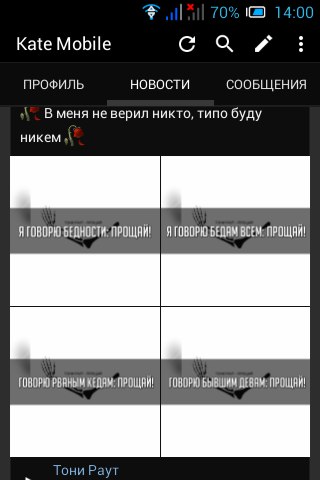 70% 14:00
Kate Mobile
ПРОФИЛЬ НОВОСТИ СООБЩЕНИЯ
🥀В меня не верил никто, типо буду
никем🥀
Я ГОВОРЮ БЕДНОСТИ: ПРОЩАЙ!
Я ГОВОРЮ БЕДАМ ВСЕМ: ПРОЩАЙ!
ГОВОРЮ РВАНЫМ КЕДАМ: ПРОЩАЙ!
ГОВОРЮ БЫВШИМ ДЕВАМ: ПРОЩАЙ!
Тони Раут